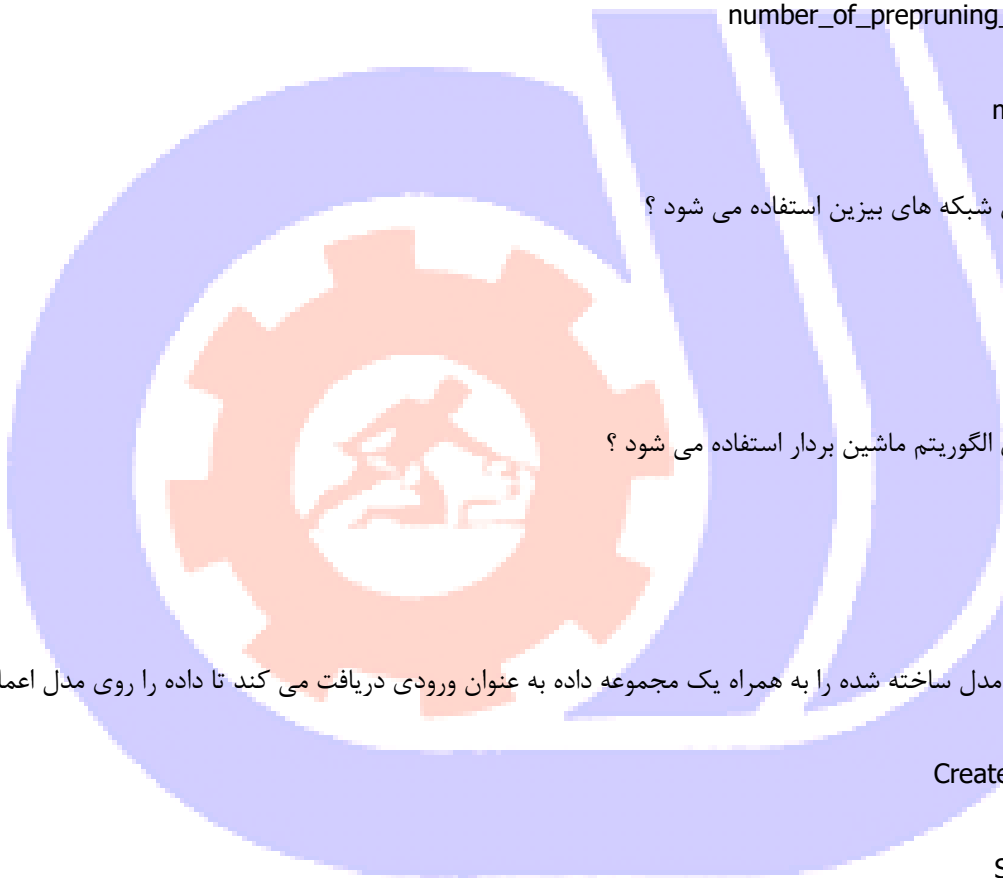 number_of_prepruning_
شبکه های بیزین استفاده می شود ؟
الگوریتم ماشین بردار استفاده می شود ؟
مدل ساخته شده را به همراه یک مجموعه داده به عنوان ورودی دریافت می کند تا داده را روی مدل اعما
Create